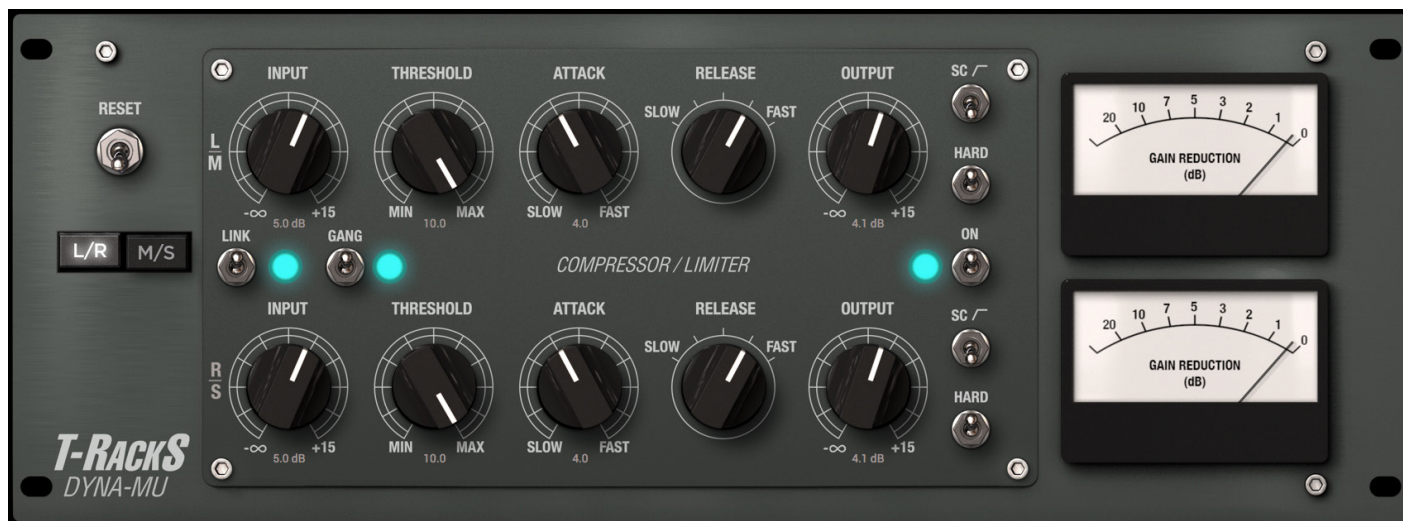 RESET
L/R M/S
T-RackS
DYNA-MU
INPUT THRESHOLD ATTACK RELEASE OUTPUT SC
L
M
SLOW FAST
HARD
-∞ +15 MIN MAX SLOW FAST -∞ +15
5.0 dB 10.0 4.0 4.1 dB
LINK GANG ON
COMPRESSOR / LIMITER
INPUT THRESHOLD ATTACK RELEASE OUTPUT SC
SLOW FAST
R
S
HARD
-∞ +15 MIN MAX SLOW FAST -∞ +15
5.0 dB 10.0 4.0 4.1 dB
20 10 7 5 3 2 1 0
GAIN REDUCTION
(dB)
20 10 7 5 3 2 1 0
GAIN REDUCTION
(dB)